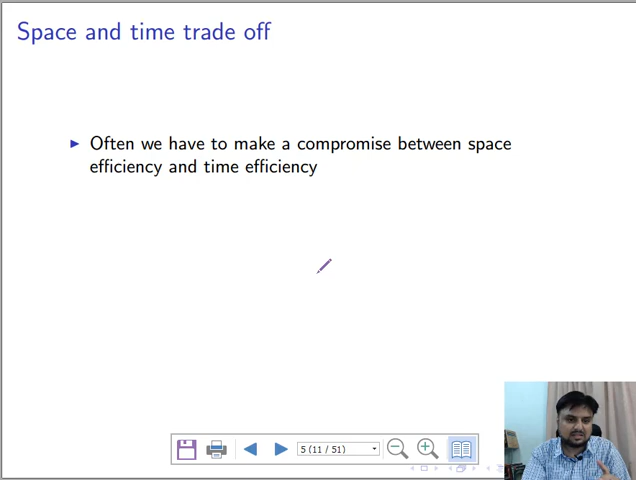 Space and time trade off
Often we have to make a compromise between space
efficiency and time efficiency
5 (11 / 51)